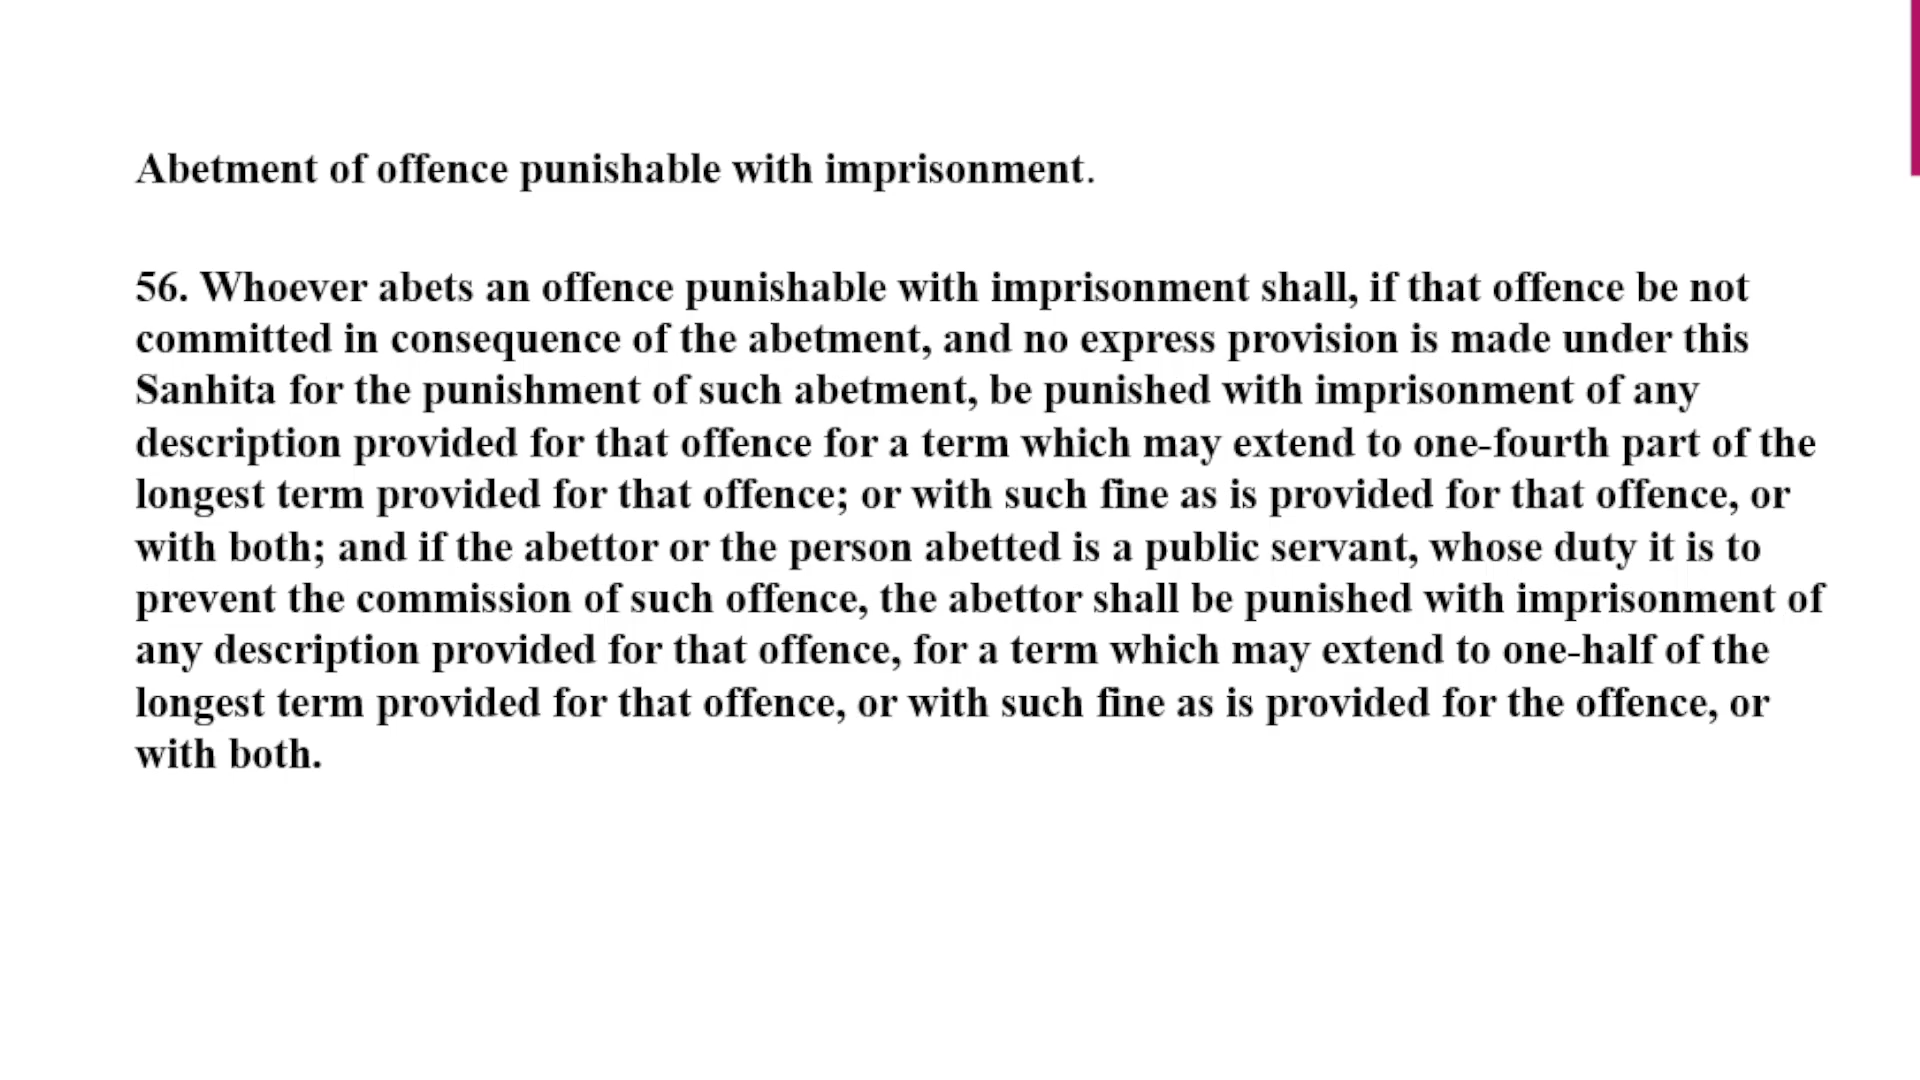 Abetment of offence punishable with imprisonment.
56. Whoever abets an offence punishable with imprisonment shall, if that offence be not
committed in consequence of the abetment, and no express provision is made under this
Sanhita for the punishment of such abetment, be punished with imprisonment of any
description provided for that offence for a term which may extend to one-fourth part of the
longest term provided for that offence; or with such fine as is provided for that offence, or
with both; and if the abettor or the person abetted is a public servant, whose duty it is to
prevent the commission of such offence, the abettor shall be punished with imprisonment of
any description provided for that offence, for a term which may extend to one-half of the
longest term provided for that offence, or with such fine as is provided for the offence, or
with both.